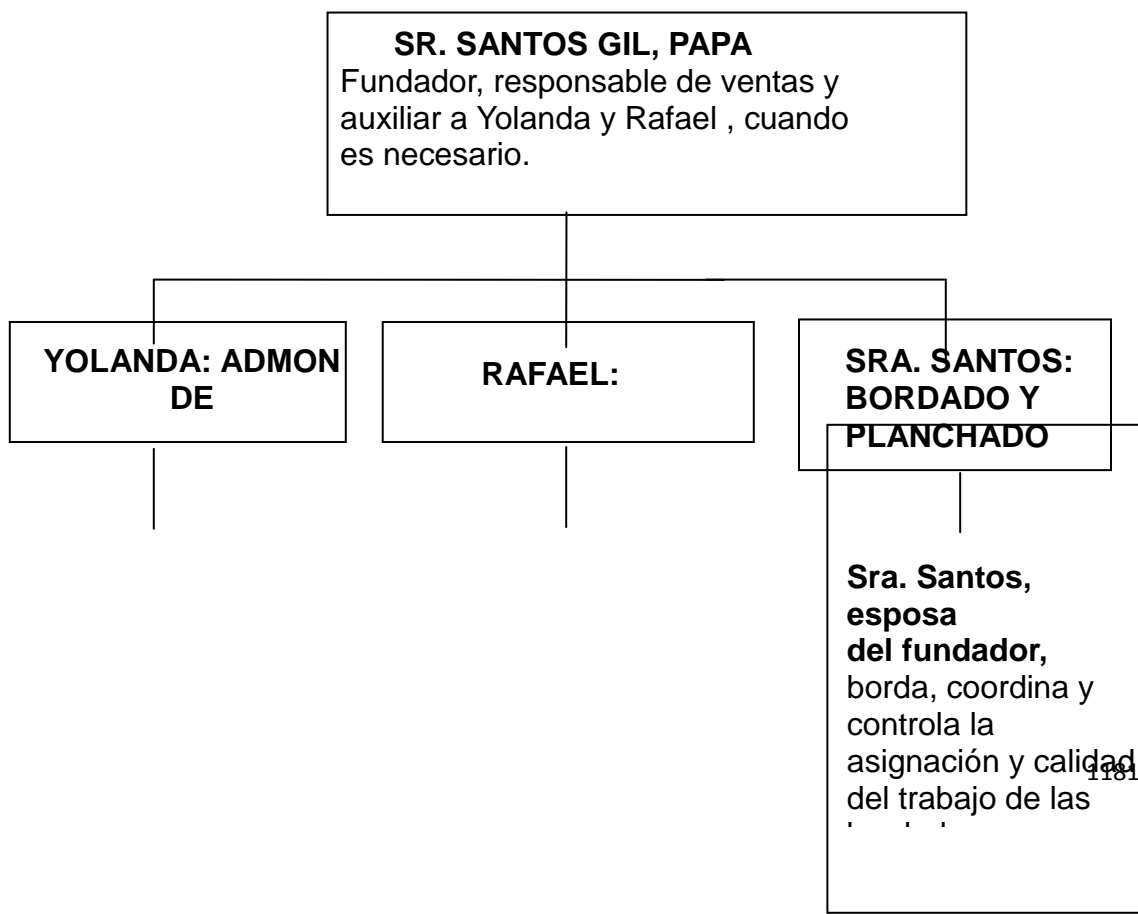 SR. SANTOS GIL, PAPA
Fundador, responsable de ventas y
auxiliar a Yolanda y Rafael , cuando
es necesario.
YOLANDA: ADMON
DE
RAFAEL:
SRA. SANTOS:
BORDADO Y
PLANCHADO
Sra. Santos,
esposa
del fundador,
borda, coordina y
controla la
asignación y calidad
1181
del trabajo de las